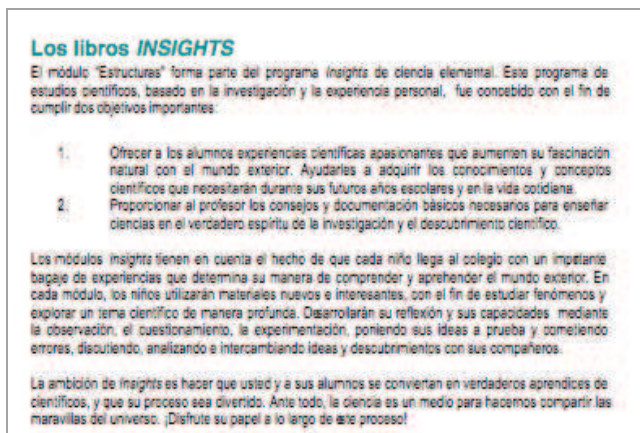 Los libros INSIGHTS
El módulo "Estructuras" forma parte del programa Insights de ciencia elemental. Este programa de
estudios científicos, basado en la investigación y la experiencia personal, fue concebido con el fin de
cumplir dos objetivos importantes:
1. Ofrecer a los alumnos experiencias científicas apasionantes que aumenten su fascinación
natural con el mundo exterior. Ayudarles a adquirir los conocimientos y conceptos
científicos que necesitarán durante sus futuros años escolares y en la vida cotidiana.
2. Proporcionar al profesor los consejos y documentación básicos necesarios para enseñar
ciencias en el verdadero espíritu de la investigación y el descubrimiento científico.
Los módulos Insights tienen en cuenta el hecho de que cada niño llega al colegio con un impotante
bagaje de experiencias que determina su manera de comprender y aprehender el mundo exterior. En
cada módulo, los niños utilizarán materiales nuevos e interesantes, con el fin de estudiar fenómenos y
explorar un tema científico de manera profunda. Desarrollarán su reflexión y sus capacidades mediante
la observación, el cuestionamiento, la experimentación, poniendo sus ideas a prueba y cometiendo
errores, discutiendo, analizando e intercambiando ideas y descubrimientos con sus compañeros.
La ambición de Insights es hacer que usted y a sus alumnos se conviertan en verdaderos aprendices de
científicos, y que su proceso sea divertido. Ante todo, la ciencia es un medio para hacernos compartir las
maravillas del universo. ¡Disfrute su papel a lo largo de este proceso!